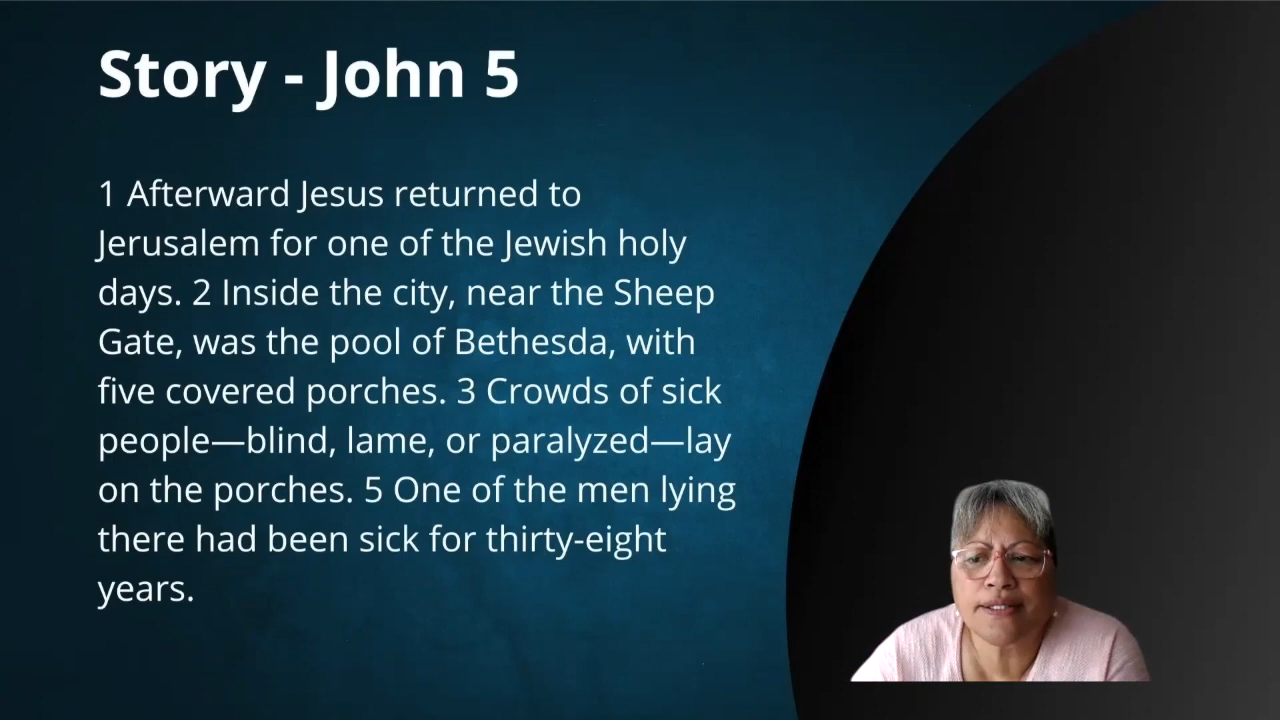 Story - John 5
1 Afterward Jesus returned to
Jerusalem for one of the Jewish holy
days. 2 Inside the city, near the Sheep
Gate, was the pool of Bethesda, with
five covered porches. 3 Crowds of sick
people—blind, lame, or paralyzed—lay
on the porches. 5 One of the men lying
there had been sick for thirty-eight
years.